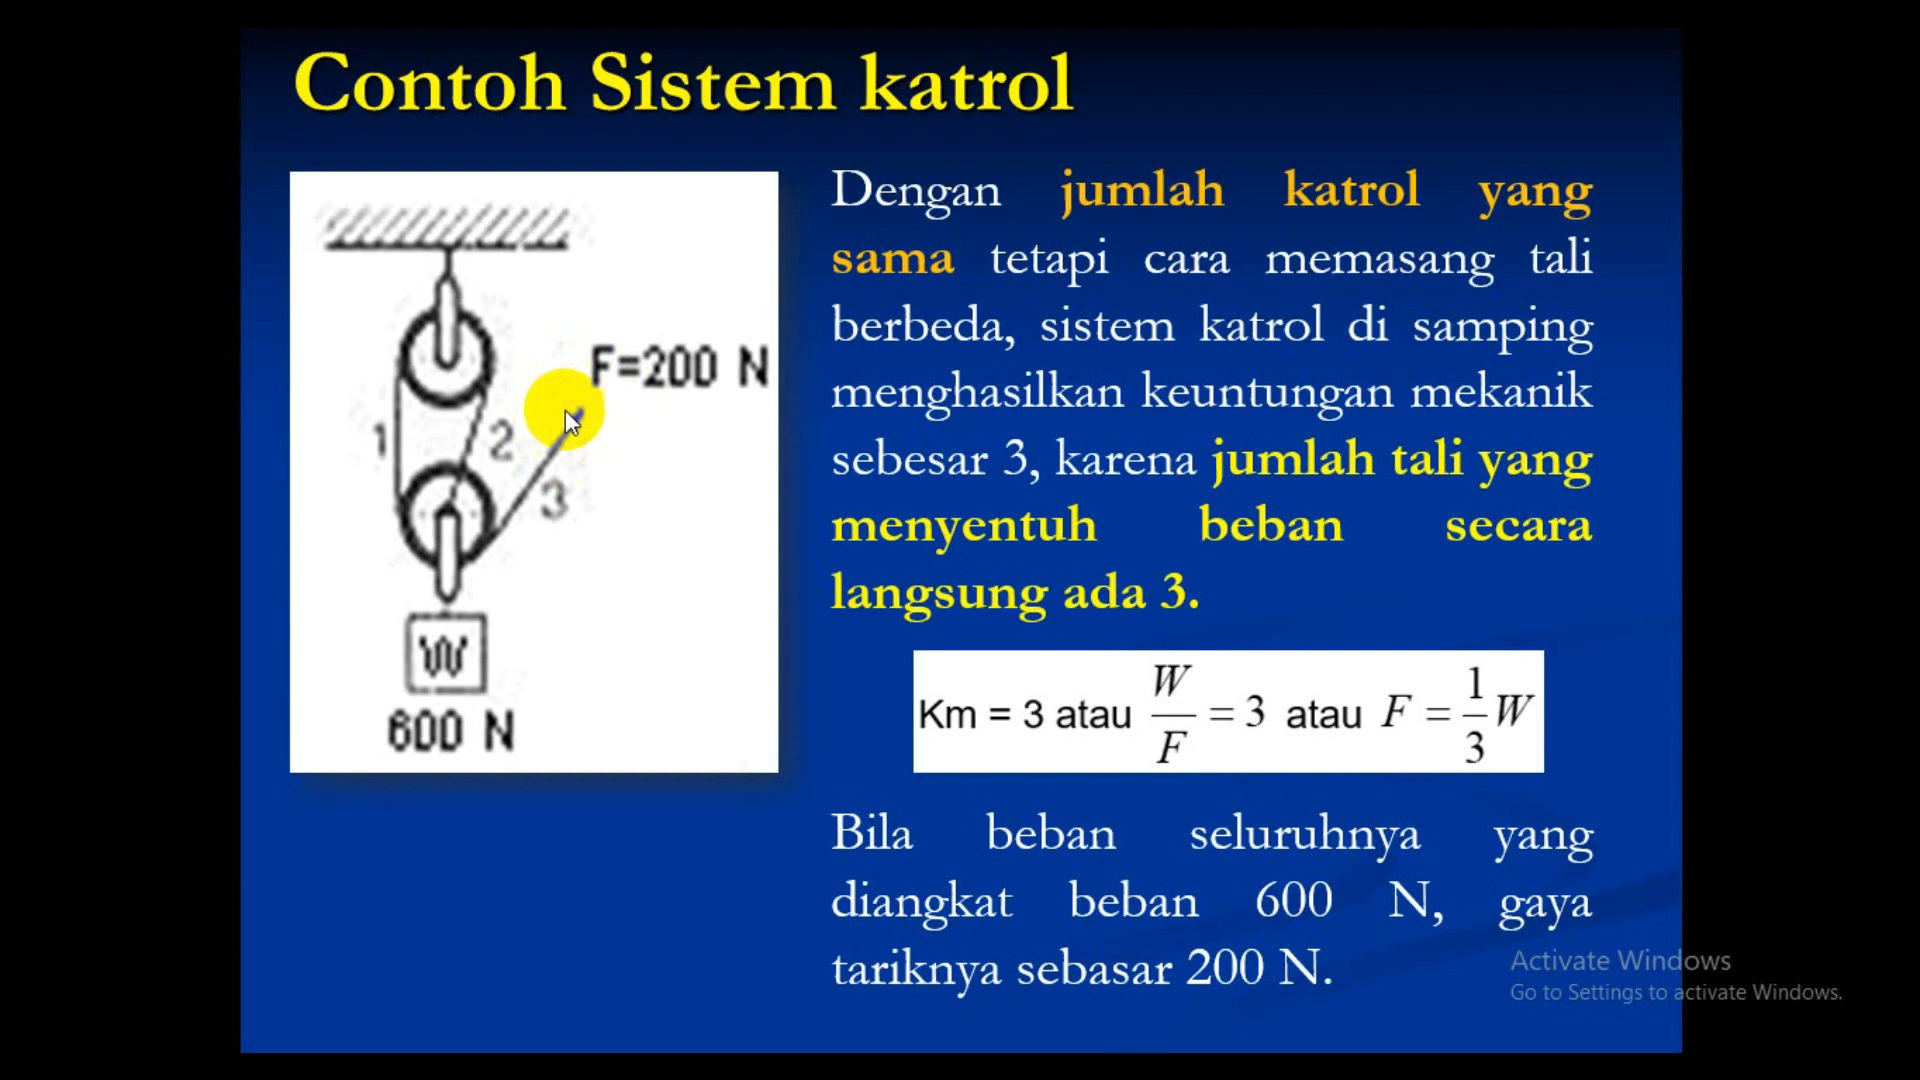 Contoh Sistem katrol
F=200 N
1
2
3
W
600 N
Dengan jumlah katrol yang
sama tetapi cara memasang tali
berbeda, sistem katrol di samping
menghasilkan keuntungan mekanik
sebesar 3, karena jumlah tali yang
menyentuh beban secara
langsung ada 3.
Km = 3 atau W/F = 3 atau F = 1/3 W
Bila beban seluruhnya yang
diangkat beban 600 N, gaya
tariknya sebasar 200 N.
Activate Windows
Go to Settings to activate Windows.